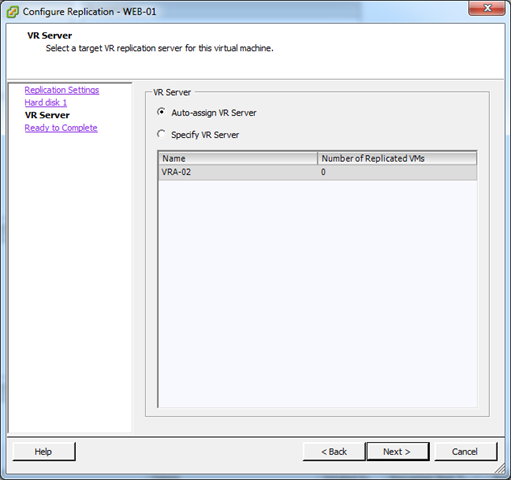 Configure Replication - WEB-01
VR Server
Select a target VR replication server for this virtual machine.
Replication Settings
Hard disk 1
VR Server
Ready to Complete
VR Server
Auto-assign VR Server
Specify VR Server
Name Number of Replicated VMs
VRA-02 0
Help < Back Next > Cancel